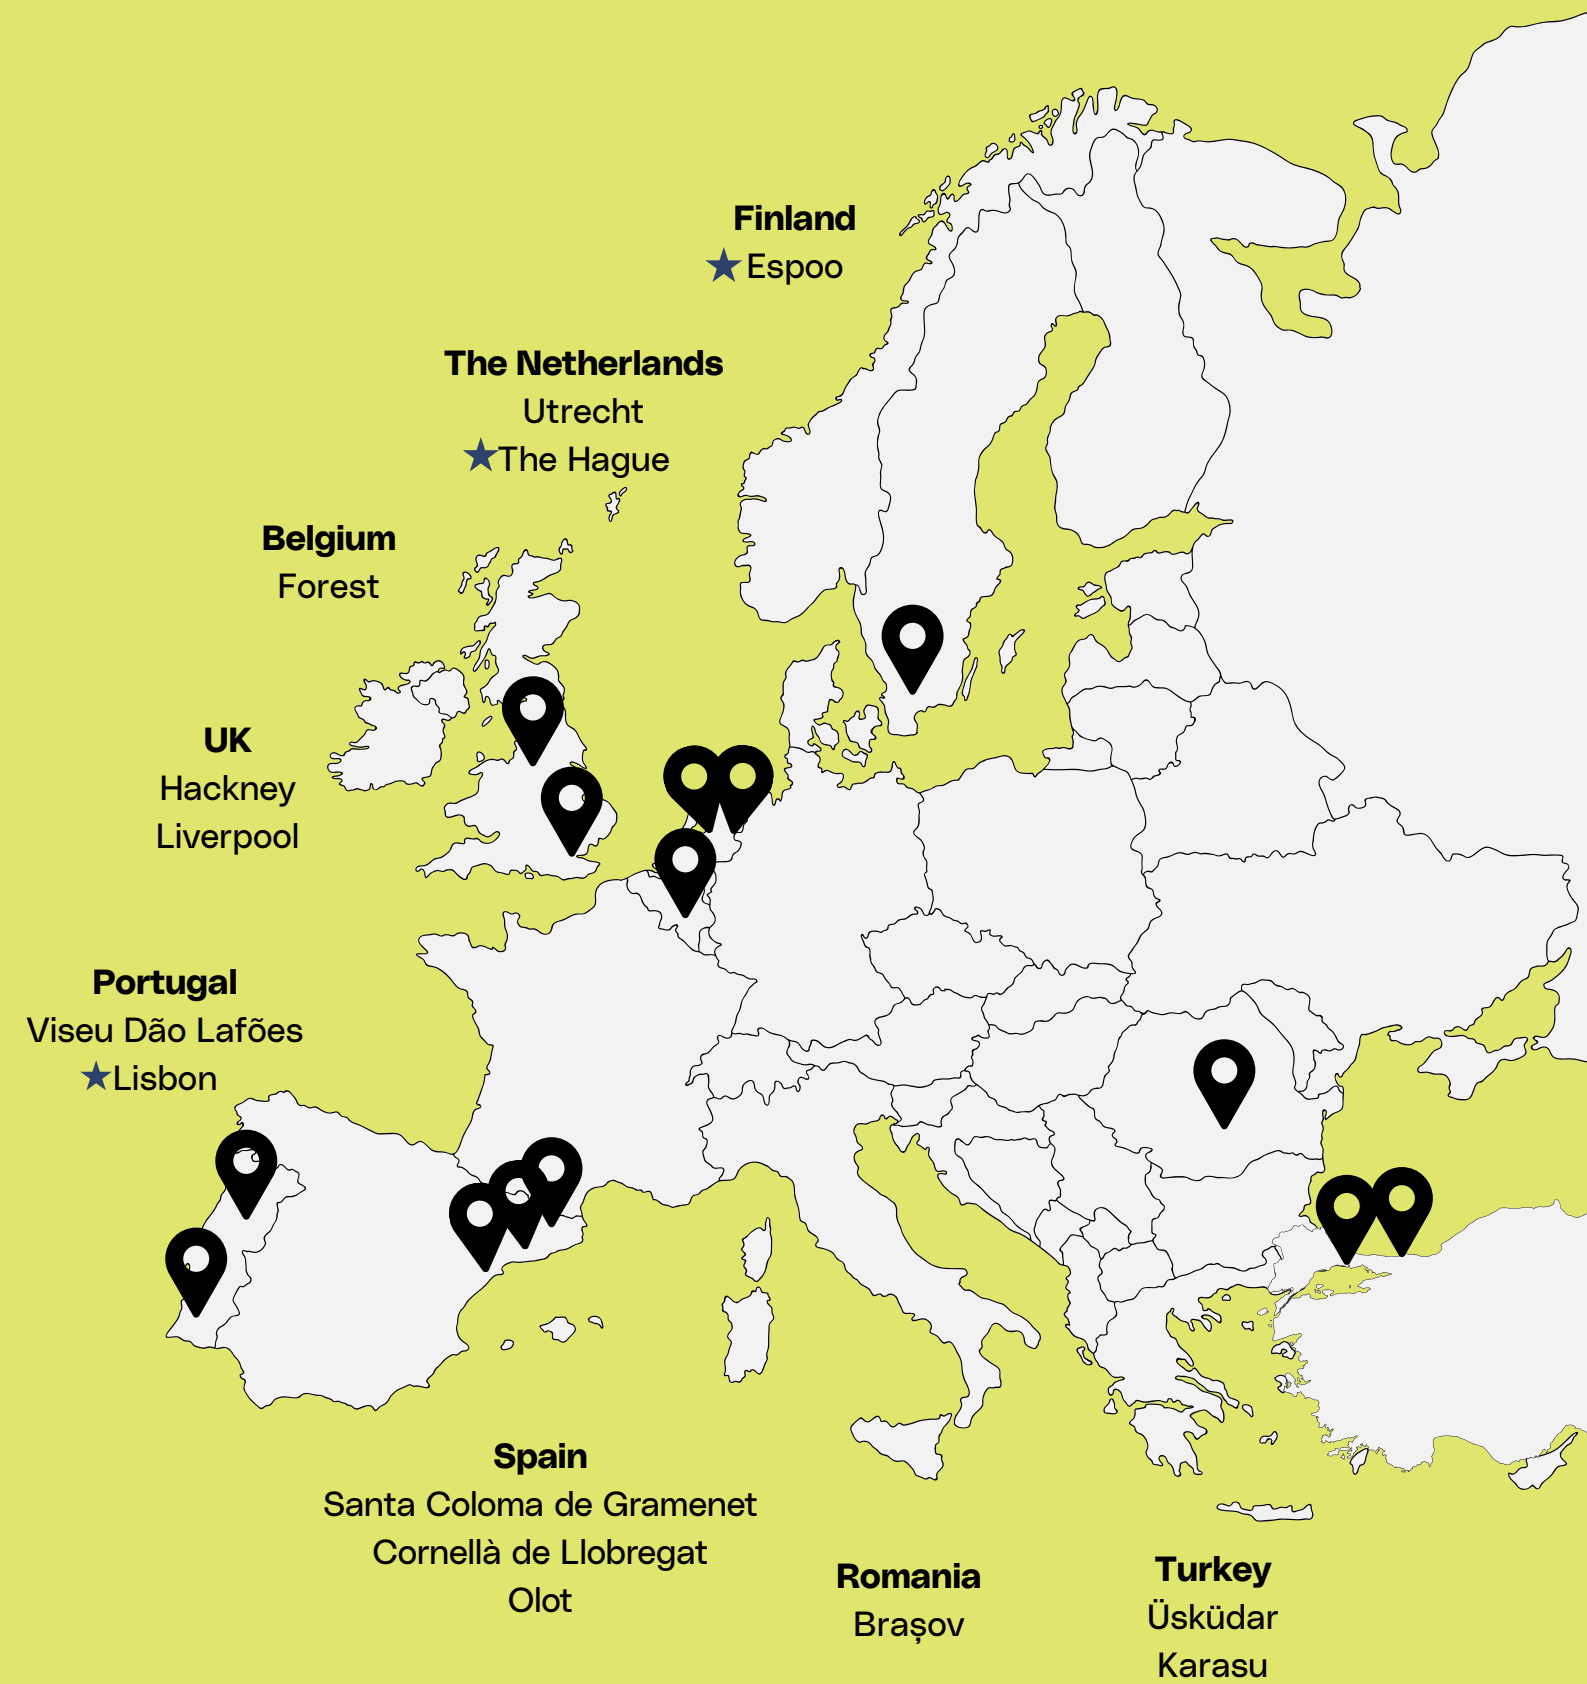 Finland
Espoo
The Netherlands
Utrecht
The Hague
Belgium
Forest
UK
Hackney
Liverpool
Portugal
Viseu Dão Lafões
Lisbon
Spain
Santa Coloma de Gramenet
Cornellà de Llobregat
Olot
Romania
Brașov
Turkey
Üsküdar
Karasu